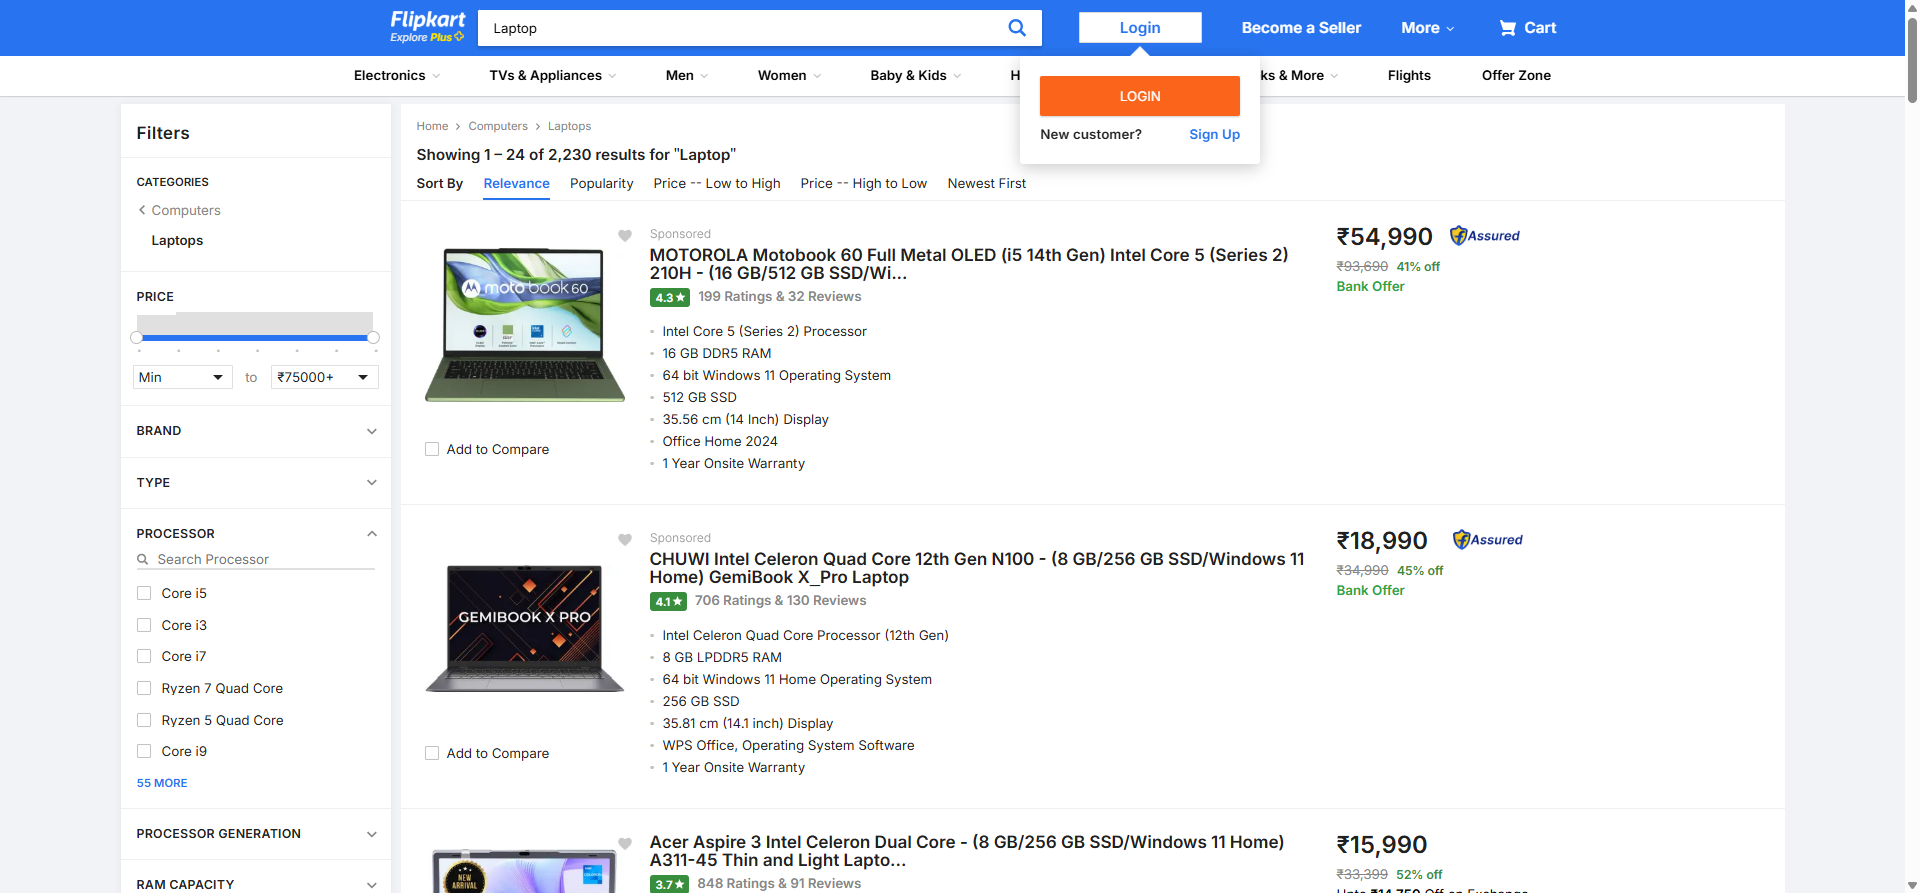 Flipkart
Explore Plus
Laptop
Login
Become a Seller
More
Cart
Electronics
TVs & Appliances
Men
Women
Baby & Kids
H
ks & More
Flights
Offer Zone
LOGIN
New customer?
Sign Up
Filters
CATEGORIES
Computers
Laptops
PRICE
Min
to
₹75000+
BRAND
TYPE
PROCESSOR
Search Processor
Core i5
Core i3
Core i7
Ryzen 7 Quad Core
Ryzen 5 Quad Core
Core i9
55 MORE
PROCESSOR GENERATION
RAM CAPACITY
Home
Computers
Laptops
Showing 1 – 24 of 2,230 results for "Laptop"
Sort By
Relevance
Popularity
Price -- Low to High
Price -- High to Low
Newest First
moto book 60
Add to Compare
Sponsored
MOTOROLA Motobook 60 Full Metal OLED (i5 14th Gen) Intel Core 5 (Series 2)
210H - (16 GB/512 GB SSD/Wi...
4.3★
199 Ratings & 32 Reviews
Intel Core 5 (Series 2) Processor
16 GB DDR5 RAM
64 bit Windows 11 Operating System
512 GB SSD
35.56 cm (14 Inch) Display
Office Home 2024
1 Year Onsite Warranty
₹54,990
Assured
₹93,690 41% off
Bank Offer
GEMIBOOK X PRO
Add to Compare
Sponsored
CHUWI Intel Celeron Quad Core 12th Gen N100 - (8 GB/256 GB SSD/Windows 11
Home) GemiBook X_Pro Laptop
4.1★
706 Ratings & 130 Reviews
Intel Celeron Quad Core Processor (12th Gen)
8 GB LPDDR5 RAM
64 bit Windows 11 Home Operating System
256 GB SSD
35.81 cm (14.1 inch) Display
WPS Office, Operating System Software
1 Year Onsite Warranty
₹18,990
Assured
₹34,990 45% off
Bank Offer
NEW
ARRIVAL
Acer Aspire 3 Intel Celeron Dual Core - (8 GB/256 GB SSD/Windows 11 Home)
A311-45 Thin and Light Lapto...
3.7★
848 Ratings & 91 Reviews
₹15,990
₹33,399 52% off
Upto ₹14,750 Off on Exchange